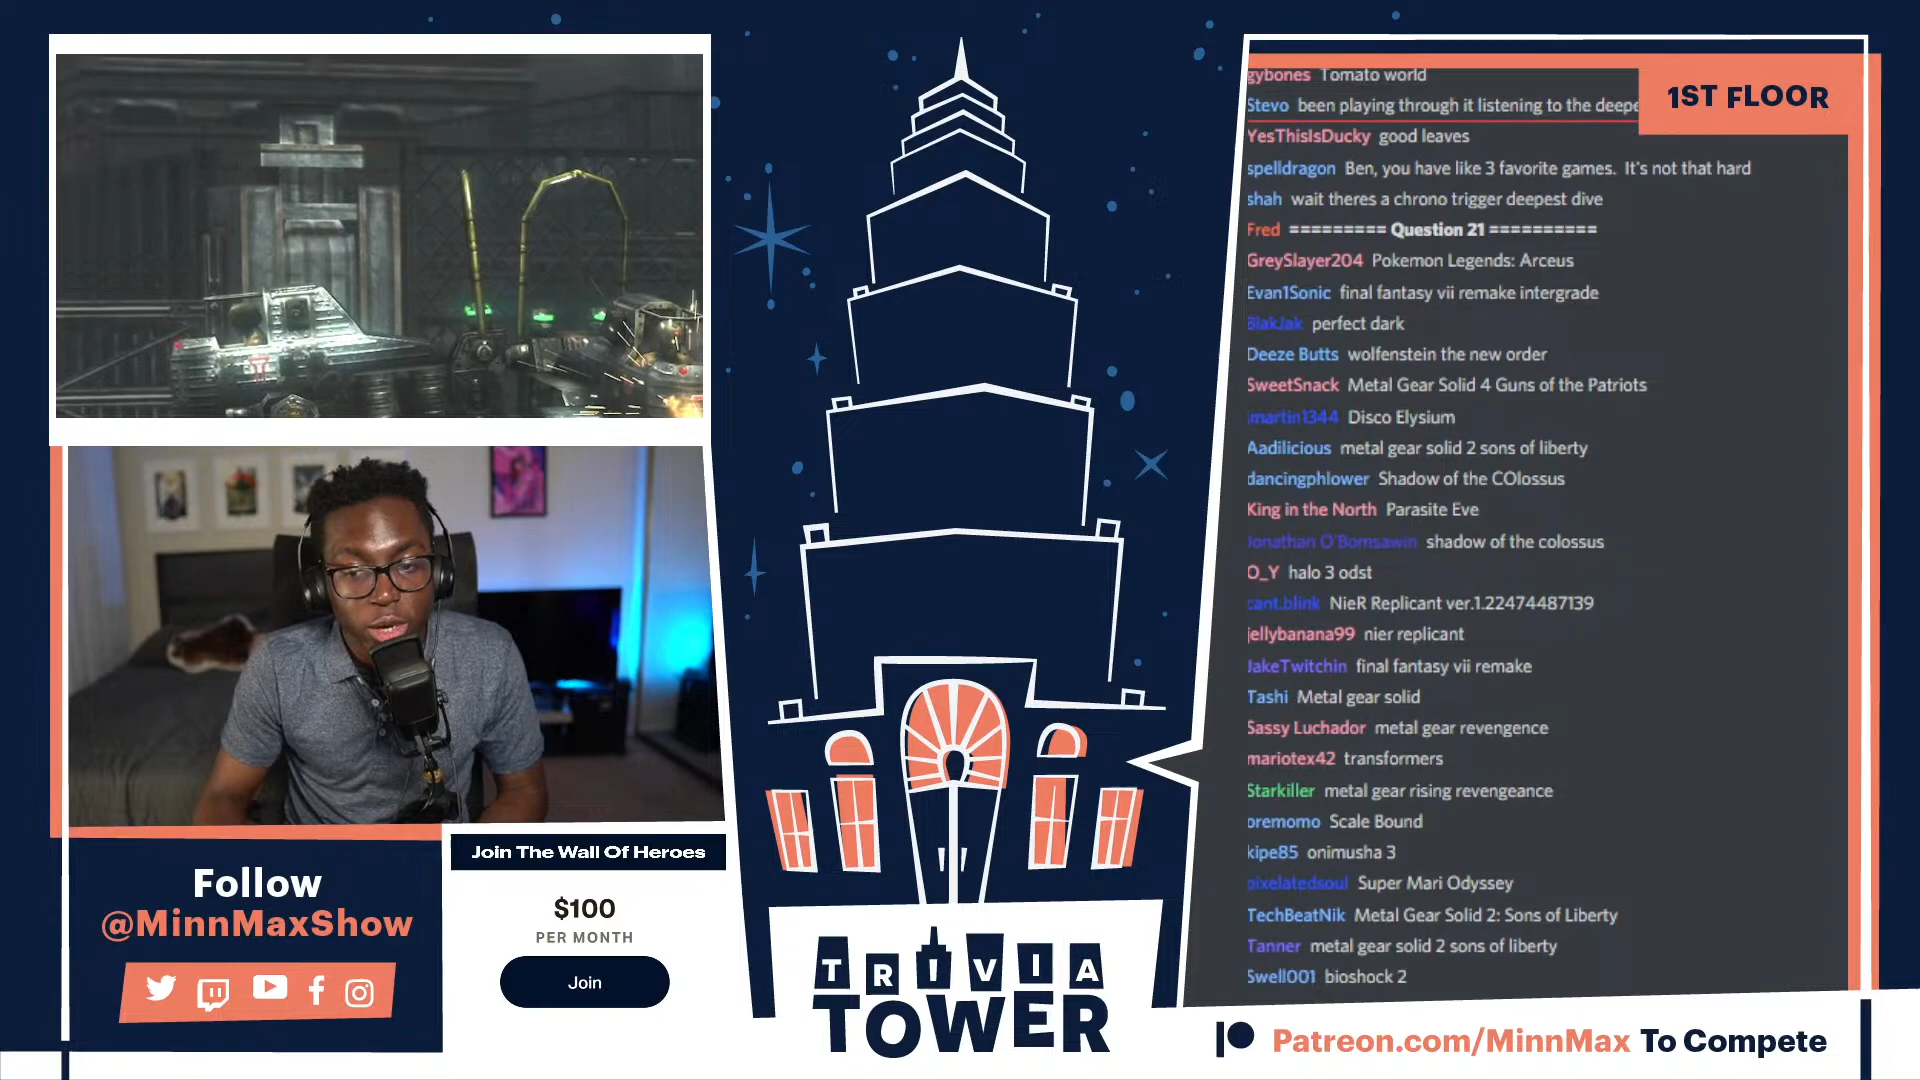 gybones Tomato world
Stevo been playing through it listening to the deepe
1ST FLOOR
YesThisIsDucky good leaves
spelldragon Ben, you have like 3 favorite games. It's not that hard
shah wait theres a chrono trigger deepest dive
Fred ========= Question 21 ==========
GreySlayer204 Pokemon Legends: Arceus
Evan1Sonic final fantasy vii remake intergrade
BlakJak perfect dark
Deeze Butts wolfenstein the new order
SweetSnack Metal Gear Solid 4 Guns of the Patriots
jmartin1344 Disco Elysium
Aadilicious metal gear solid 2 sons of liberty
dancingphlower Shadow of the COlossus
King in the North Parasite Eve
Jonathan O'Bomsawin shadow of the colossus
O_Y halo 3 odst
cant.blink NieR Replicant ver.1.22474487139
jellybanana99 nier replicant
JakeTwitchin final fantasy vii remake
Tashi Metal gear solid
Sassy Luchador metal gear revengence
mariotex42 transformers
Starkiller metal gear rising revengeance
oremomo Scale Bound
kipe85 onimusha 3
pixelatedsoul Super Mari Odyssey
TechBeatNik Metal Gear Solid 2: Sons of Liberty
Tanner metal gear solid 2 sons of liberty
Swell001 bioshock 2
Follow
@MinnMaxShow
Join The Wall Of Heroes
$100
PER MONTH
Join
TRIVIA
TOWER
Patreon.com/MinnMax To Compete